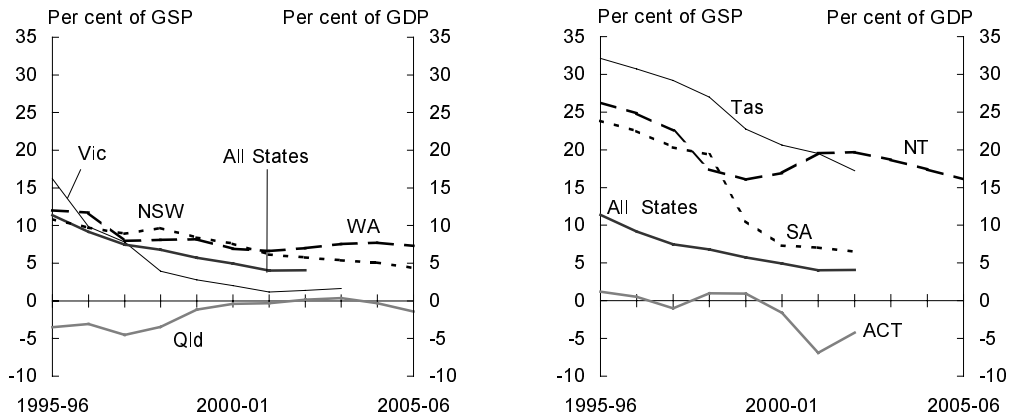 Per cent of GSP Per cent of GDP
35 35
30 30
25 25
20 20
Vic All States
15 15
NSW WA
10 10
5 5
0 0
Qld
-5 -5
-10 -10
1995-96 2000-01 2005-06
Per cent of GSP Per cent of GDP
35 35
30 30
Tas
25 25
NT
20 20
15 15
All States
SA
10 10
5 5
0 0
ACT
-5 -5
-10 -10
1995-96 2000-01 2005-06